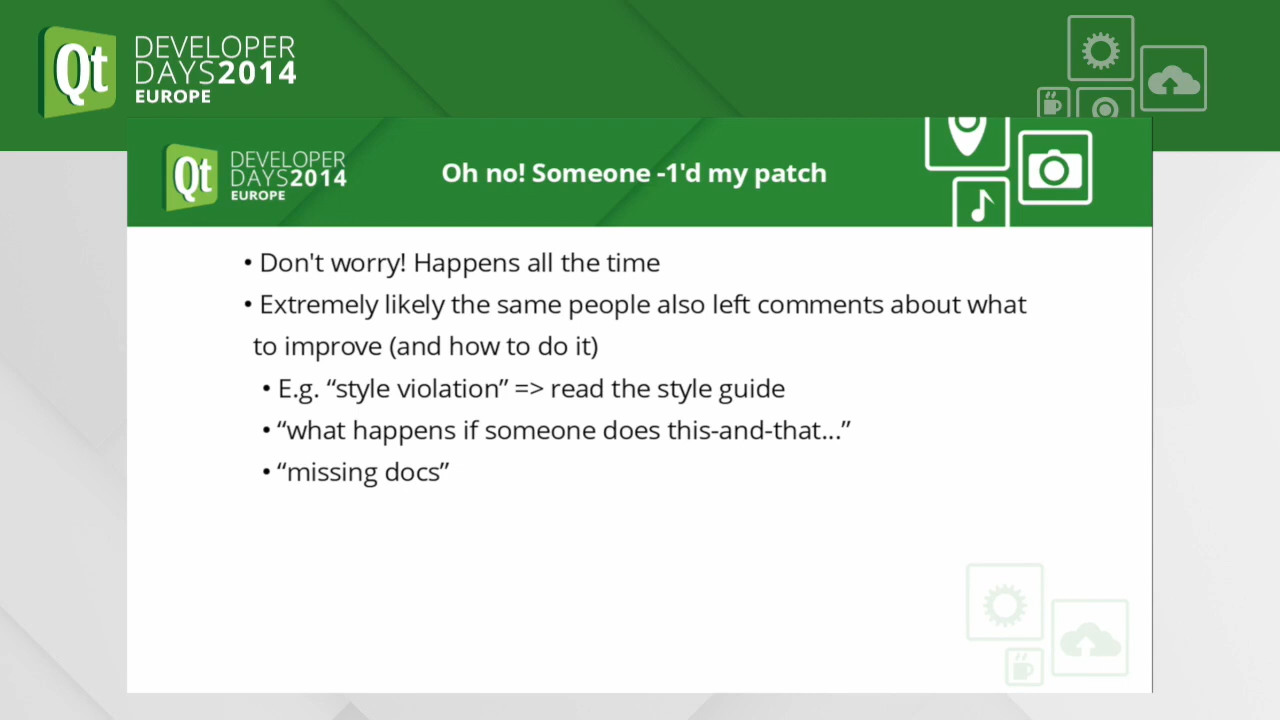 Qt DEVELOPER
DAYS2014
EUROPE
Qt DEVELOPER
DAYS2014
EUROPE
Oh no! Someone -1'd my patch
• Don't worry! Happens all the time
• Extremely likely the same people also left comments about what
to improve (and how to do it)
• E.g. “style violation” => read the style guide
• “what happens if someone does this-and-that...”
• “missing docs”